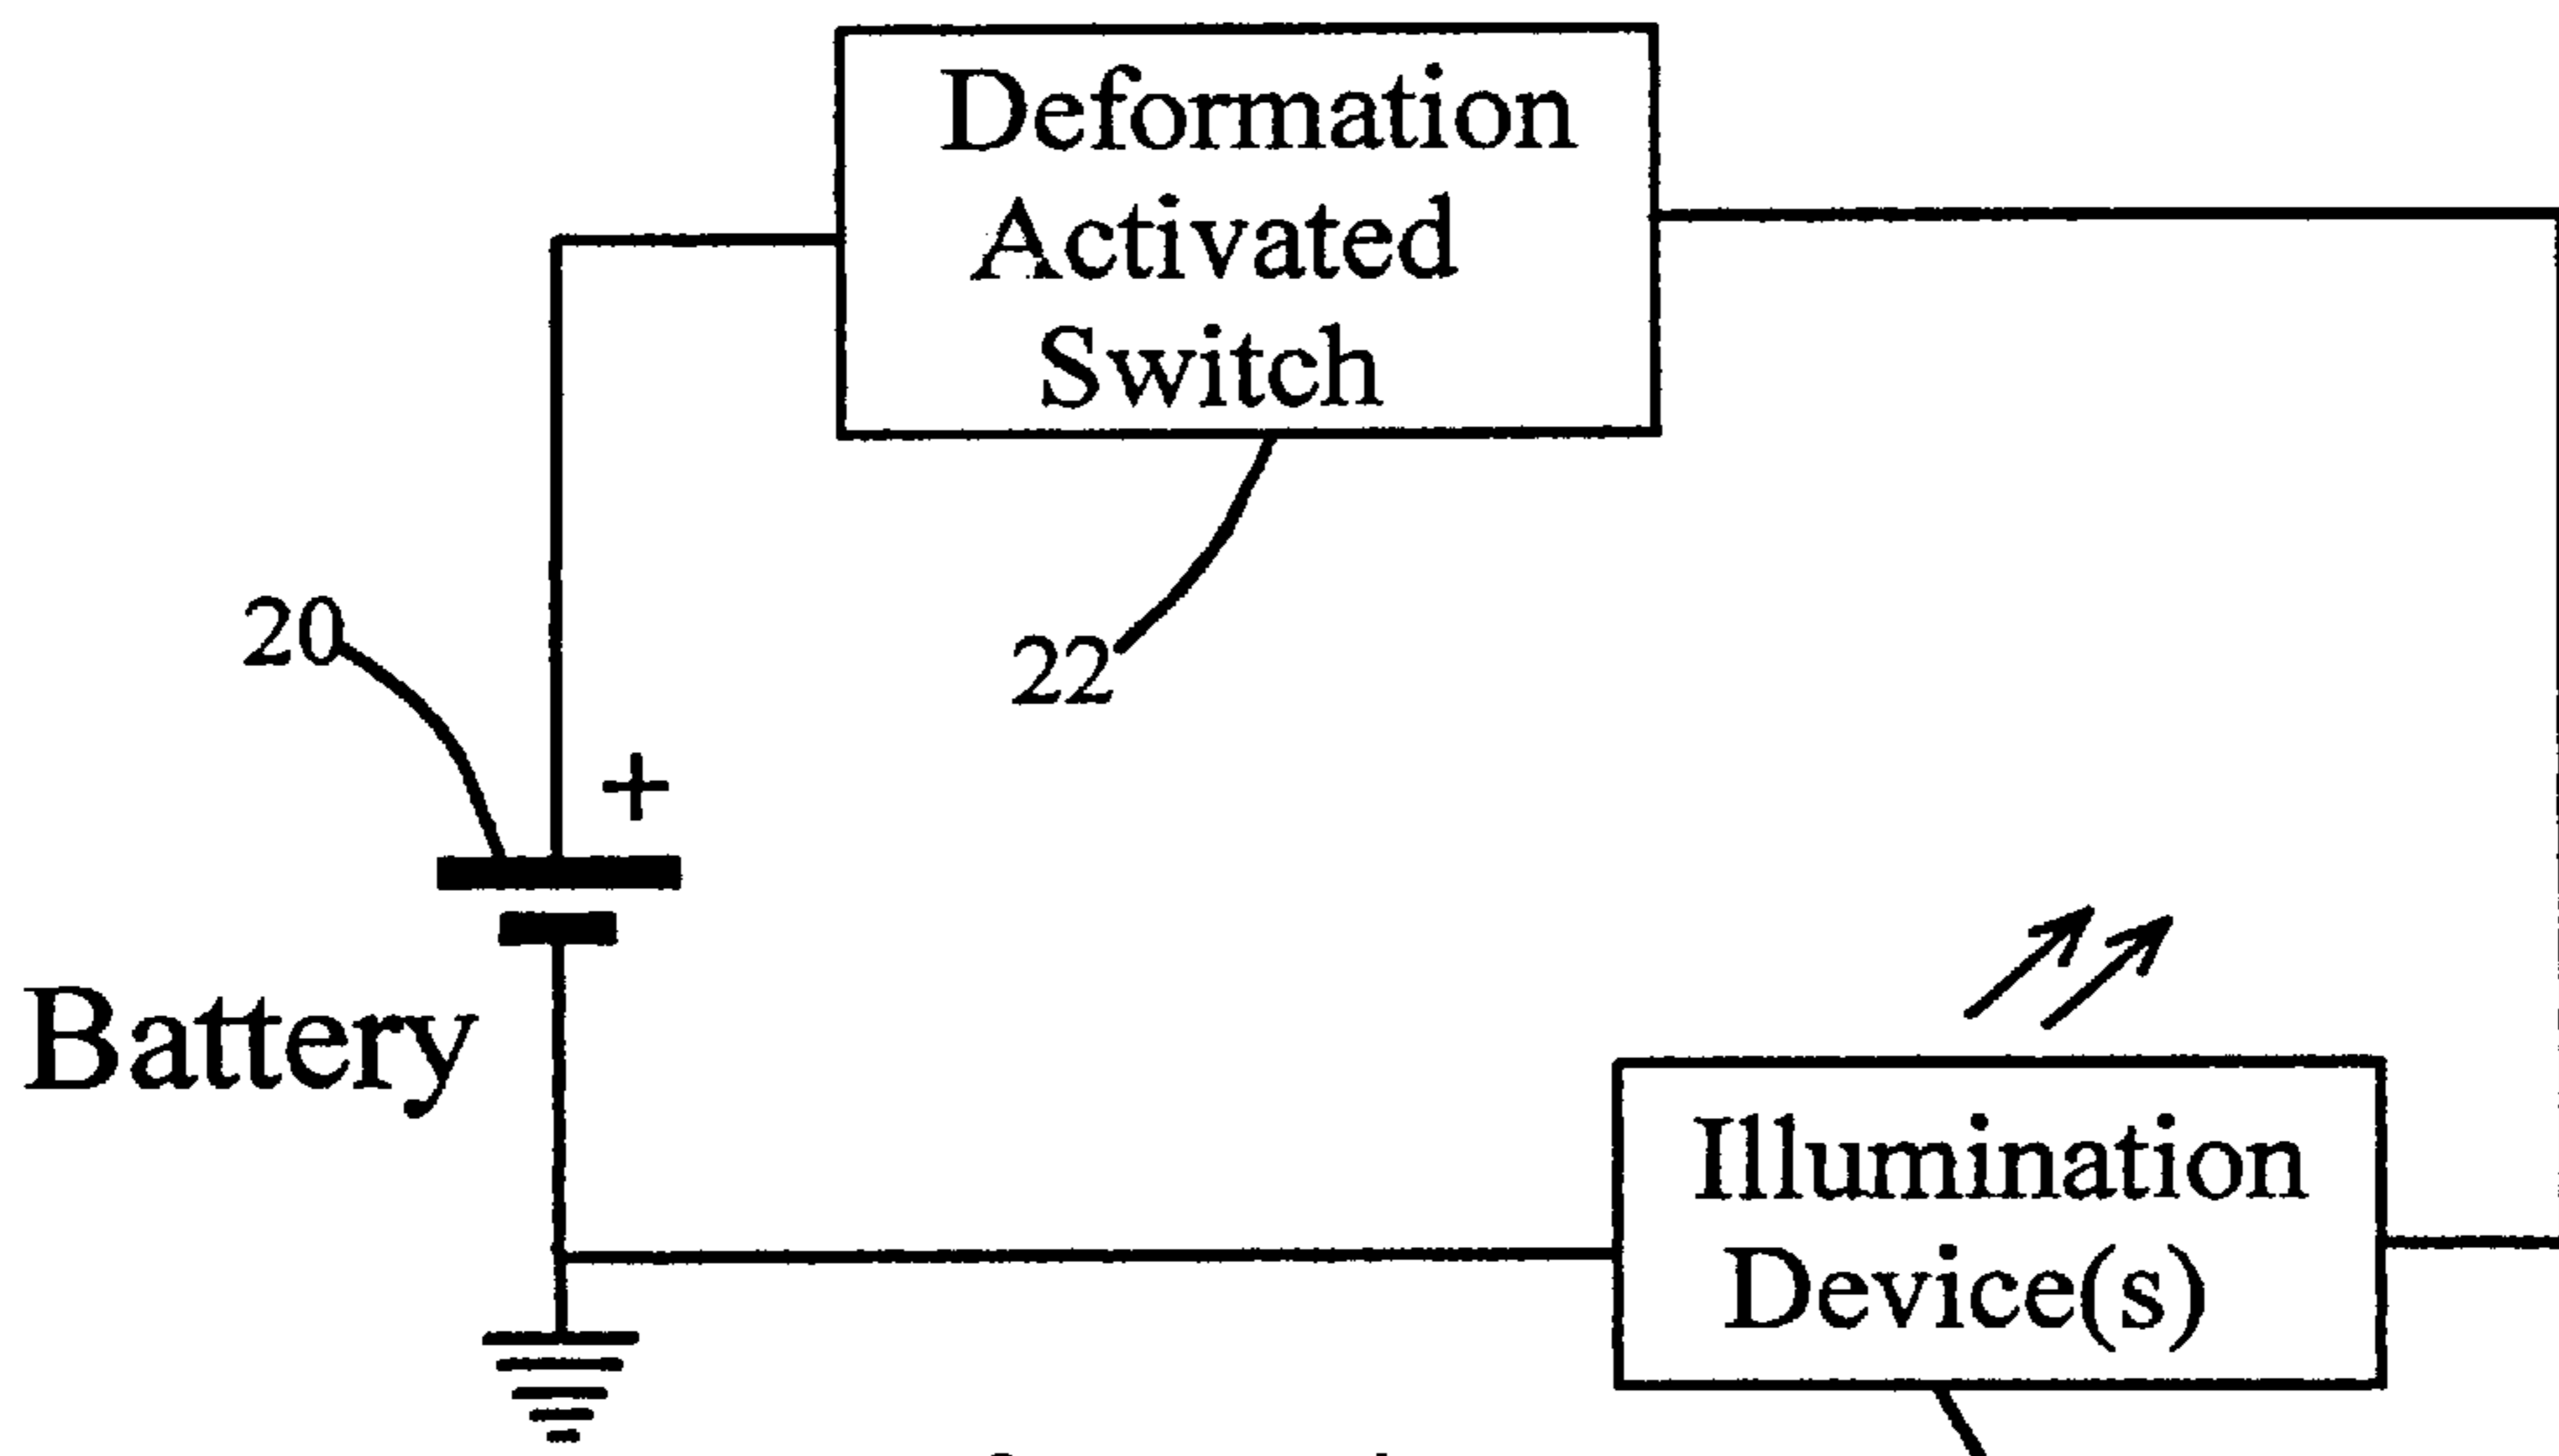 Deformation
Activated
Switch
20
22
+
Battery
Illumination
Device(s)